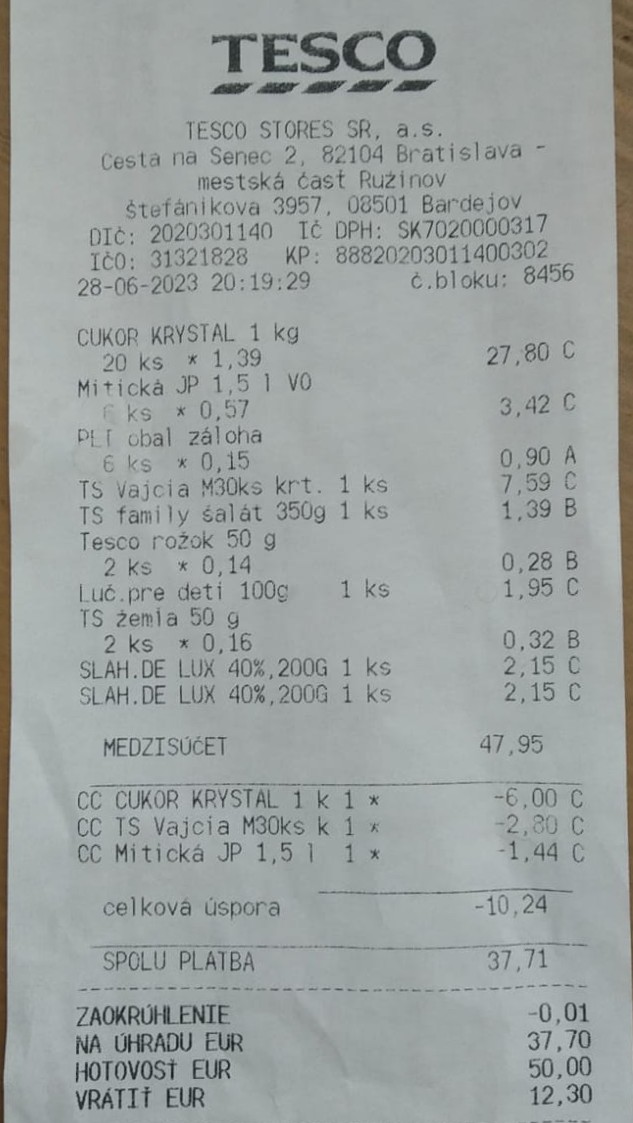 TESCO
TESCO STORES SR, a.s.
Cesta na Senec 2, 82104 Bratislava -
mestská časť Ružinov
Štefánikova 3957, 08501 Bardejov
DIČ: 2020301140 IČ DPH: SK7020000317
IČO: 31321828 KP: 88820203011400302
28-06-2023 20:19:29 č.bloku: 8456
CUKOR KRYSTAL 1 kg
20 ks * 1,39 27,80 C
Mitická JP 1,5 l VO
6 ks * 0,57 3,42 C
PET obal záloha
6 ks * 0,15 0,90 A
TS Vajcia M30ks krt. 1 ks 7,59 C
TS family šalát 350g 1 ks 1,39 B
Tesco rožok 50 g
2 ks * 0,14 0,28 B
Luč.pre deti 100g 1 ks 1,95 C
TS žemla 50 g
2 ks * 0,16 0,32 B
SLAH.DE LUX 40%,200G 1 ks 2,15 C
SLAH.DE LUX 40%,200G 1 ks 2,15 C
MEDZISÚČET 47,95
CC CUKOR KRYSTAL 1 k 1 * -6,00 C
CC TS Vajcia M30ks k 1 * -2,80 C
CC Mitická JP 1,5 l 1 * -1,44 C
celková úspora -10,24
SPOLU PLATBA 37,71
ZAOKRÚHLENIE -0,01
NA ÚHRADU EUR 37,70
HOTOVOSŤ EUR 50,00
VRÁTIŤ EUR 12,30